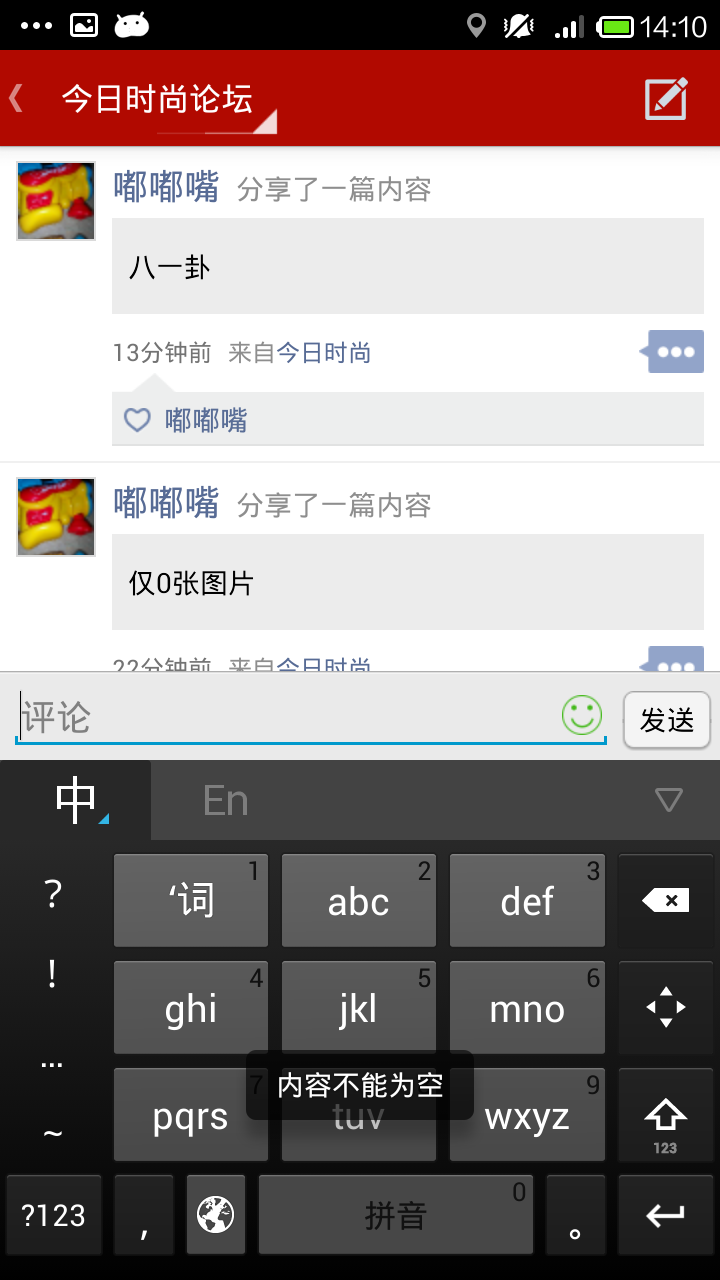 14:10
今日时尚论坛
嘟嘟嘴 分享了一篇内容
八一卦
13分钟前 来自今日时尚
嘟嘟嘴
嘟嘟嘴 分享了一篇内容
仅0张图片
22分钟前 来自今日时尚
评论 发送
中 En
? ‘词 1 abc 2 def 3
! ghi 4 jkl 5 mno 6
...
内容不能为空
~ pqrs 7 tuv wxyz 9 123
?123 , 拼音 0 。